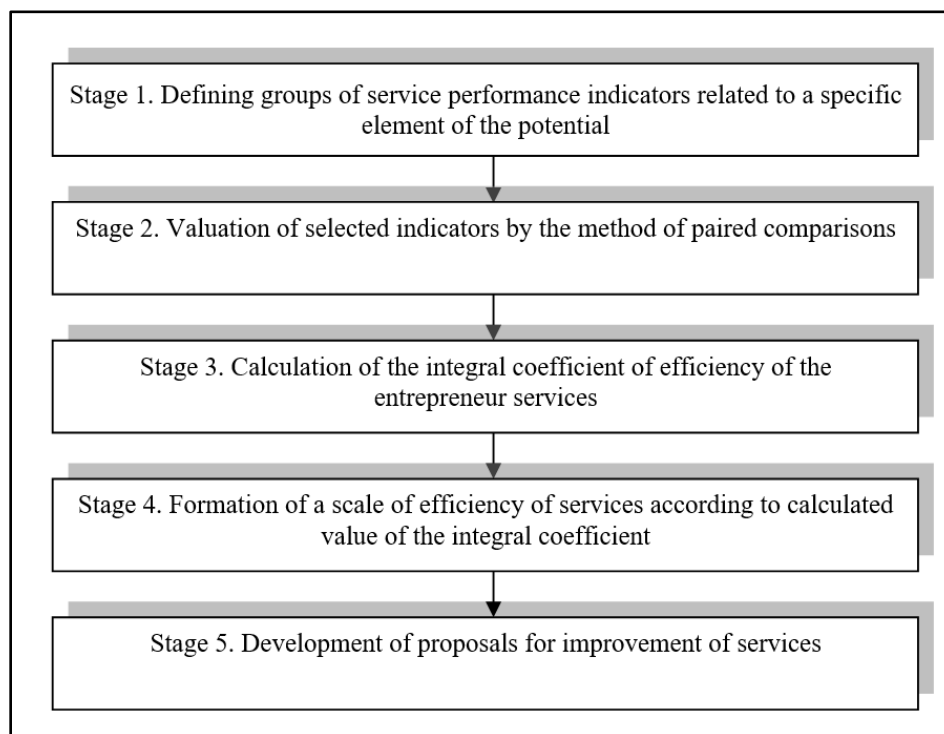 Stage 1. Defining groups of service performance indicators related to a specific
element of the potential
Stage 2. Valuation of selected indicators by the method of paired comparisons
Stage 3. Calculation of the integral coefficient of efficiency of the
entrepreneur services
Stage 4. Formation of a scale of efficiency of services according to calculated
value of the integral coefficient
Stage 5. Development of proposals for improvement of services